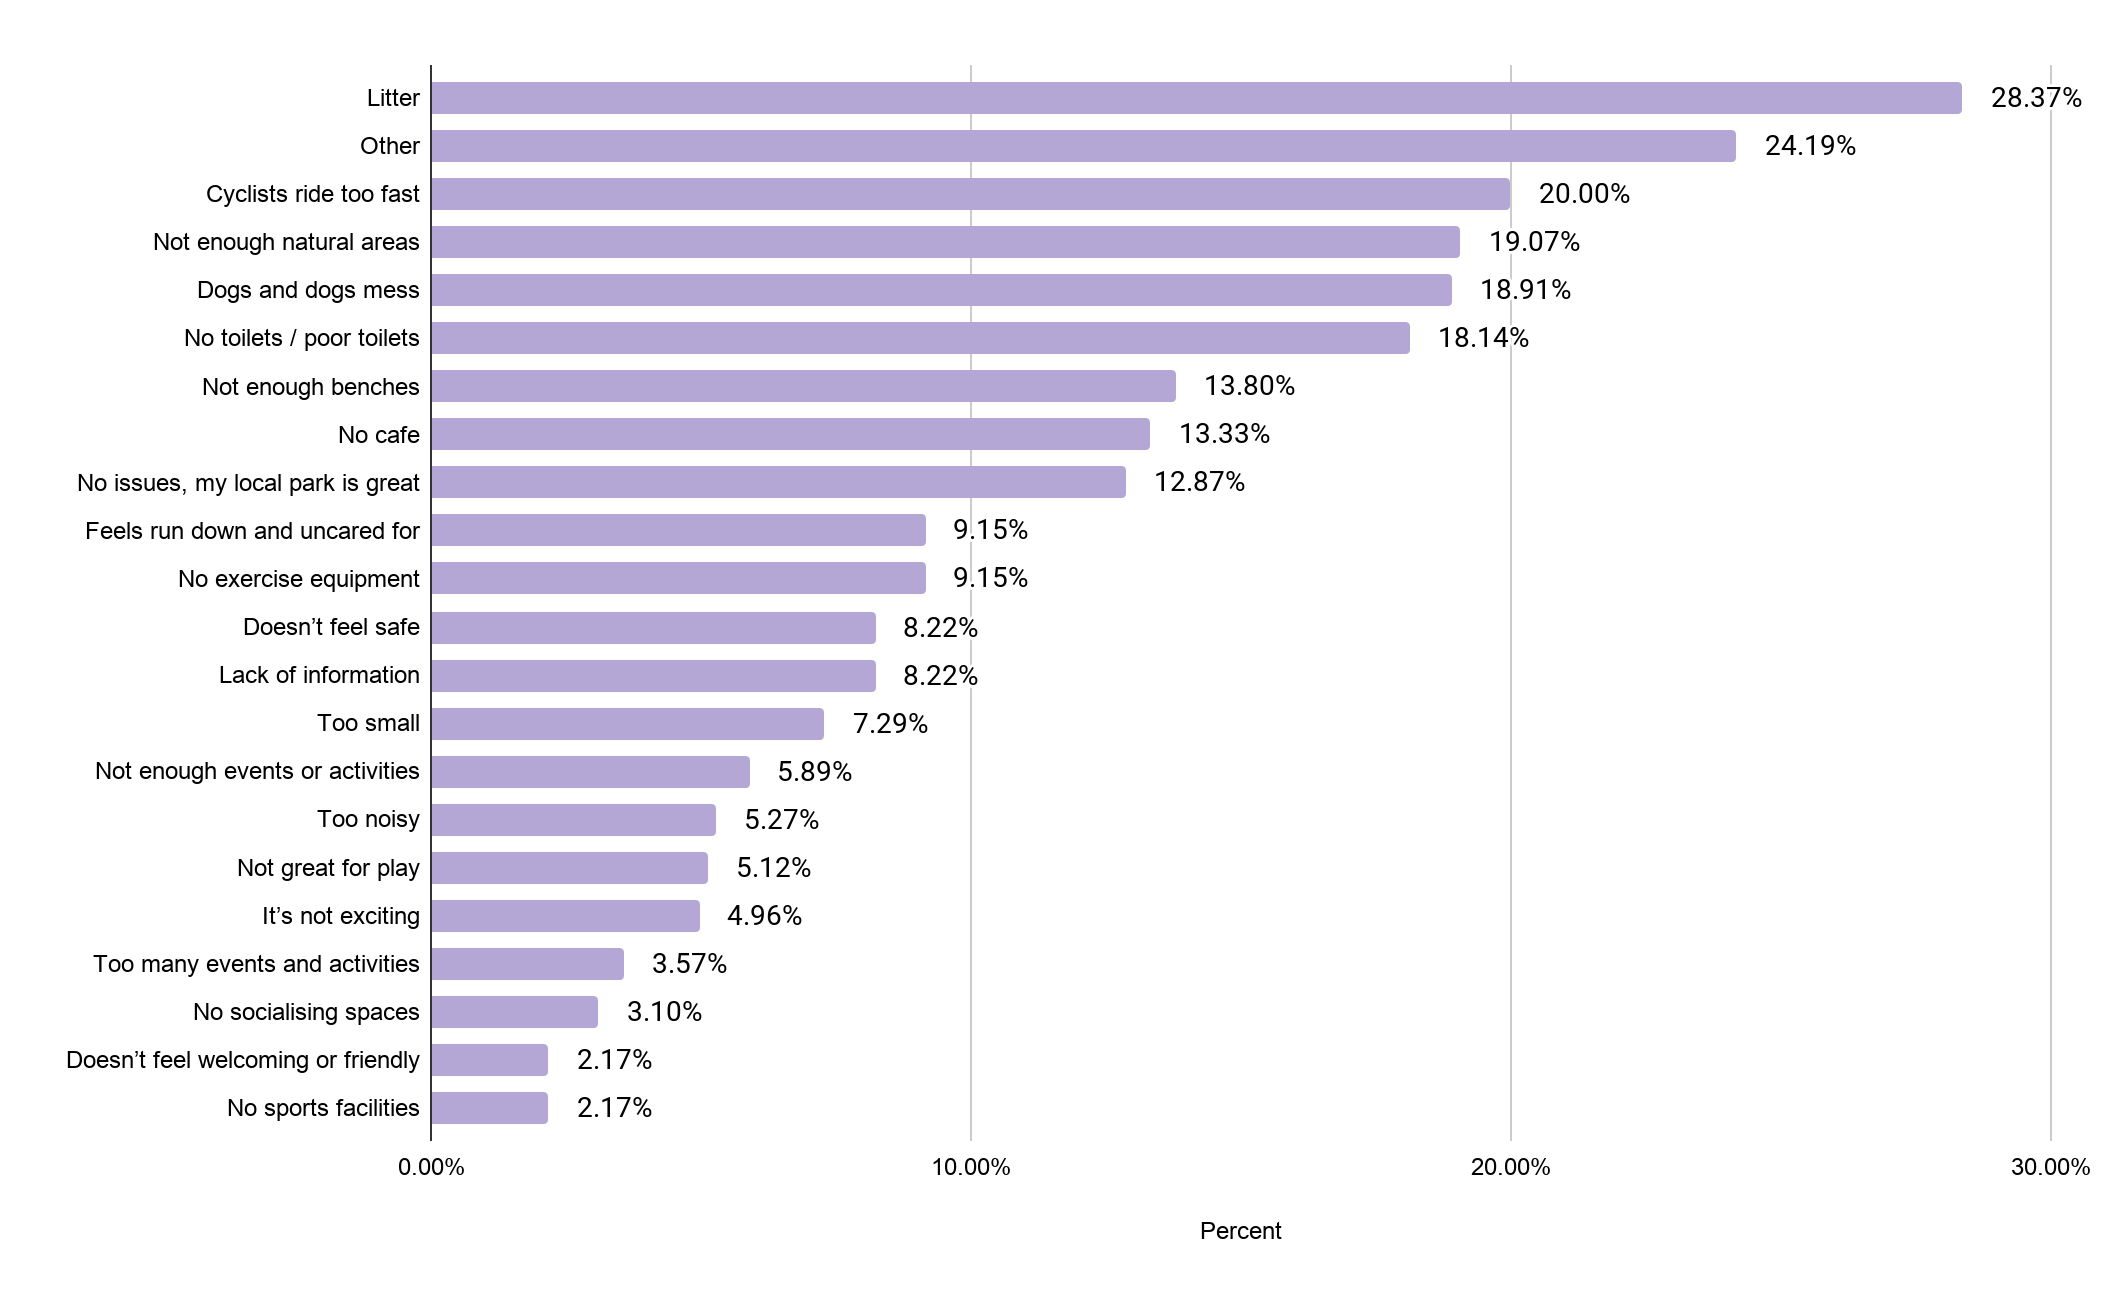 Litter 28.37%
Other 24.19%
Cyclists ride too fast 20.00%
Not enough natural areas 19.07%
Dogs and dogs mess 18.91%
No toilets / poor toilets 18.14%
Not enough benches 13.80%
No cafe 13.33%
No issues, my local park is great 12.87%
Feels run down and uncared for 9.15%
No exercise equipment 9.15%
Doesn’t feel safe 8.22%
Lack of information 8.22%
Too small 7.29%
Not enough events or activities 5.89%
Too noisy 5.27%
Not great for play 5.12%
It’s not exciting 4.96%
Too many events and activities 3.57%
No socialising spaces 3.10%
Doesn’t feel welcoming or friendly 2.17%
No sports facilities 2.17%
0.00% 10.00% 20.00% 30.00%
Percent